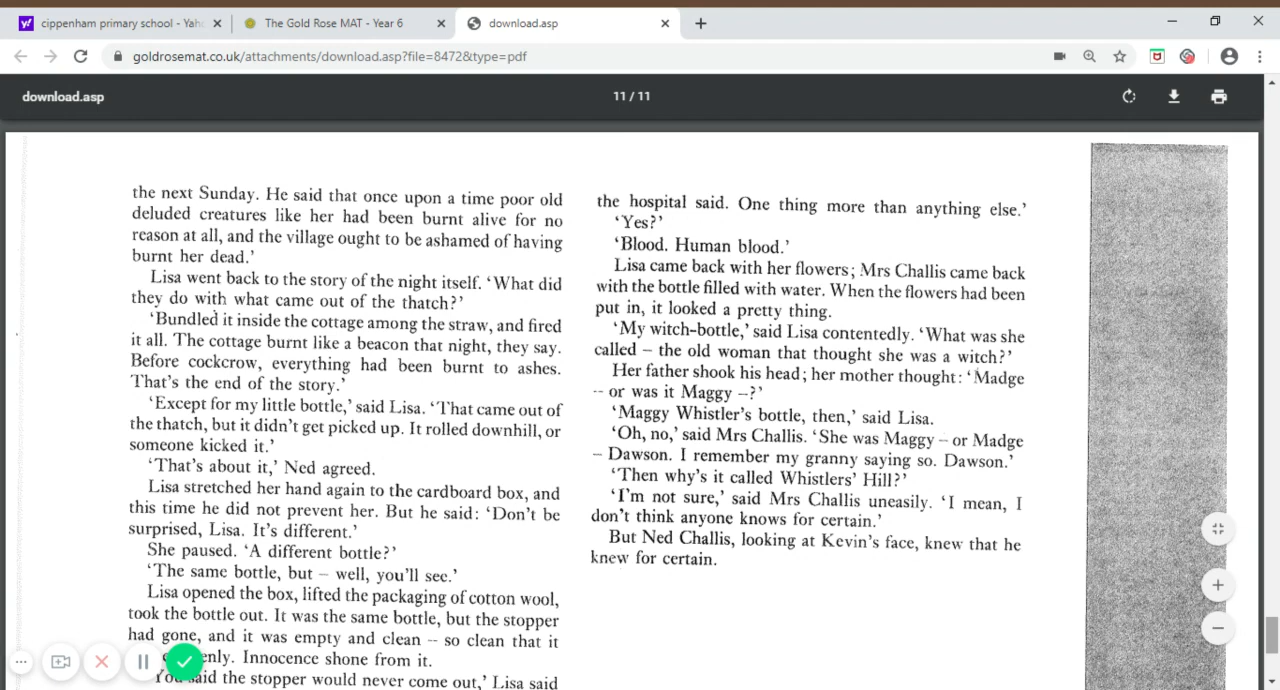 cippenham primary school - Yaho
The Gold Rose MAT - Year 6
download.asp
goldrosemat.co.uk/attachments/download.asp?file=8472&type=pdf
download.asp
11 / 11
the next Sunday. He said that once upon a time poor old
deluded creatures like her had been burnt alive for no
reason at all, and the village ought to be ashamed of having
burnt her dead.’
Lisa went back to the story of the night itself. ‘What did
they do with what came out of the thatch?’
‘Bundled it inside the cottage among the straw, and fired
it all. The cottage burnt like a beacon that night, they say.
Before cockcrow, everything had been burnt to ashes.
That’s the end of the story.’
‘Except for my little bottle,’ said Lisa. ‘That came out of
the thatch, but it didn’t get picked up. It rolled downhill, or
someone kicked it.’
‘That’s about it,’ Ned agreed.
Lisa stretched her hand again to the cardboard box, and
this time he did not prevent her. But he said: ‘Don’t be
surprised, Lisa. It’s different.’
She paused. ‘A different bottle?’
‘The same bottle, but – well, you’ll see.’
Lisa opened the box, lifted the packaging of cotton wool,
took the bottle out. It was the same bottle, but the stopper
had gone, and it was empty and clean – so clean that it
enly. Innocence shone from it.
‘You said the stopper would never come out,’ Lisa said
the hospital said. One thing more than anything else.’
‘Yes?’
‘Blood. Human blood.’
Lisa came back with her flowers; Mrs Challis came back
with the bottle filled with water. When the flowers had been
put in, it looked a pretty thing.
‘My witch-bottle,’ said Lisa contentedly. ‘What was she
called – the old woman that thought she was a witch?’
Her father shook his head; her mother thought: ‘Madge
-- or was it Maggy –?’
‘Maggy Whistler’s bottle, then,’ said Lisa.
‘Oh, no,’ said Mrs Challis. ‘She was Maggy – or Madge
– Dawson. I remember my granny saying so. Dawson.’
‘Then why’s it called Whistlers’ Hill?’
‘I’m not sure,’ said Mrs Challis uneasily. ‘I mean, I
don’t think anyone knows for certain.’
But Ned Challis, looking at Kevin’s face, knew that he
knew for certain.